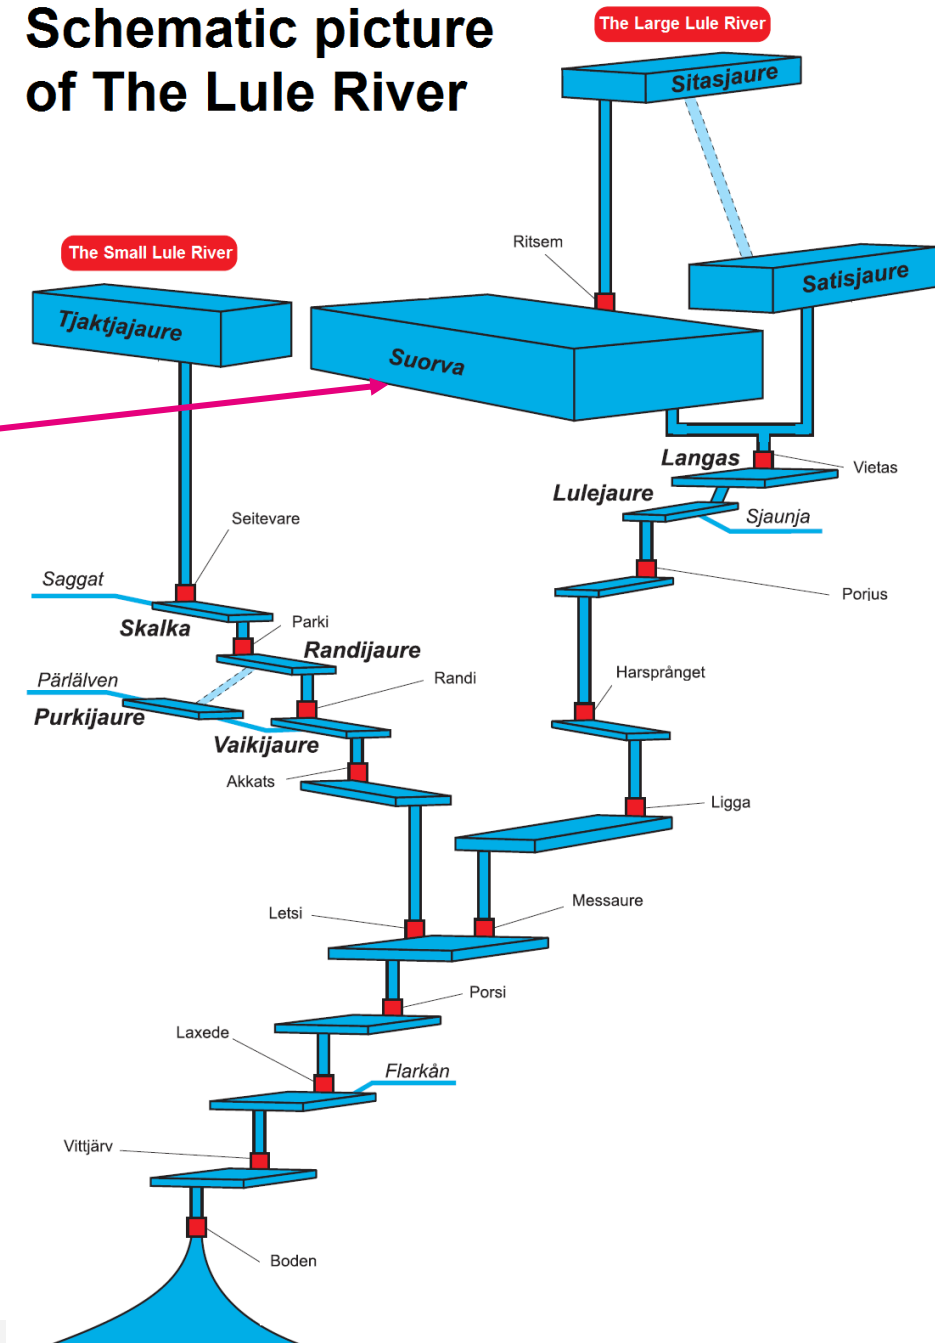 Schematic picture
of The Lule River
The Large Lule River
Sitasjaure
Ritsem
The Small Lule River
Satisjaure
Tjaktjajaure
Suorva
Langas
Vietas
Lulejaure
Sjaunja
Seitevare
Saggat
Porjus
Skalka
Parki
Randijaure
Harsprånget
Pärlälven
Randi
Purkijaure
Vaikijaure
Akkats
Ligga
Messaure
Letsi
Porsi
Laxede
Flarkån
Vittjärv
Boden